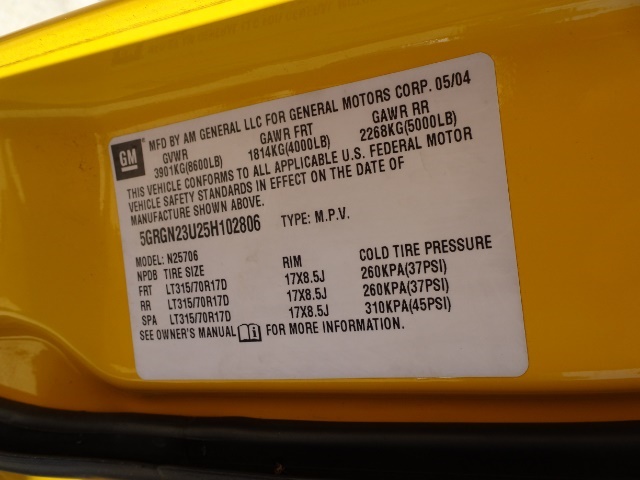 GM
MFD BY AM GENERAL LLC FOR GENERAL MOTORS CORP. 05/04
GVWR GAWR FRT GAWR RR
3901KG(8600LB) 1814KG(4000LB) 2268KG(5000LB)
THIS VEHICLE CONFORMS TO ALL APPLICABLE U.S. FEDERAL MOTOR
VEHICLE SAFETY STANDARDS IN EFFECT ON THE DATE OF
MANUFACTURE SHOWN ABOVE.
5GRGN23U25H102806 TYPE: M.P.V.
MODEL: N25706
NPDB TIRE SIZE RIM COLD TIRE PRESSURE
FRT LT315/70R17D 17X8.5J 260KPA(37PSI)
RR LT315/70R17D 17X8.5J 260KPA(37PSI)
SPA LT315/70R17D 17X8.5J 310KPA(45PSI)
SEE OWNER'S MANUAL FOR MORE INFORMATION.